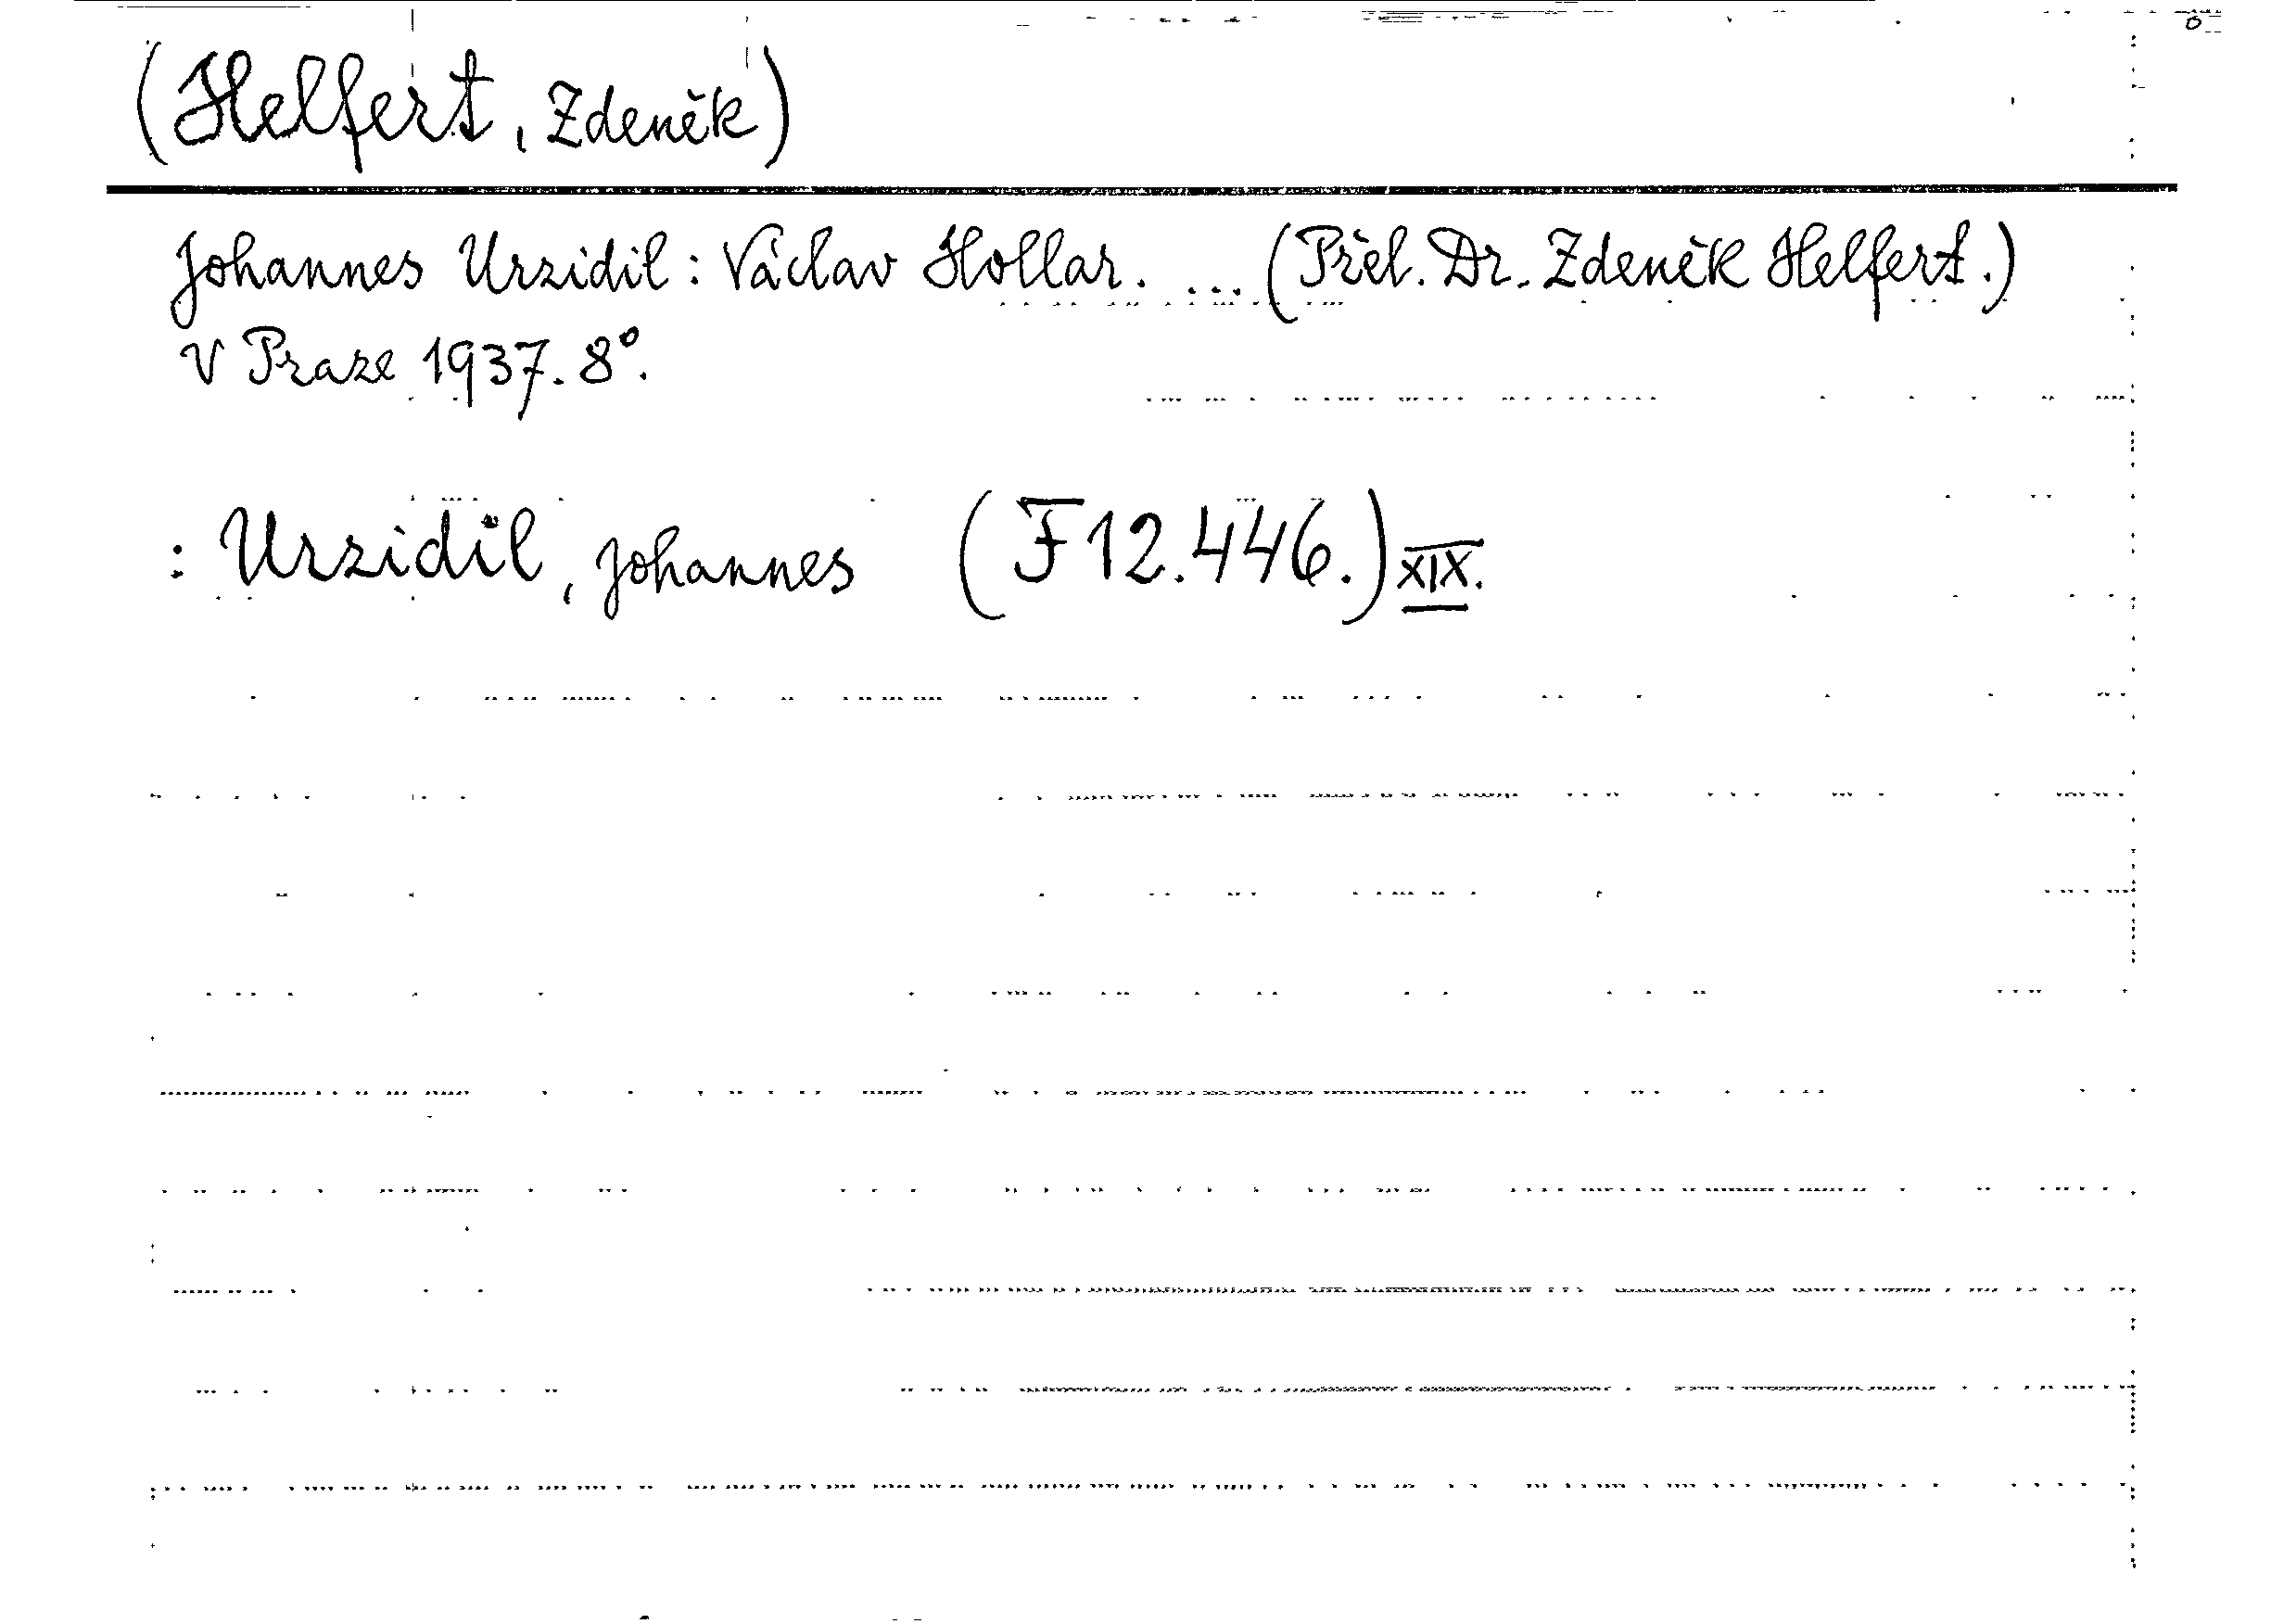 (Helfert, Zdeněk)
Johannes Urzidil: Václav Hollar. ... (Přel. Dr. Zdeněk Helfert.)
V Praze 1937. 8°.
: Urzidil, Johannes (F 12.446.) XIX.